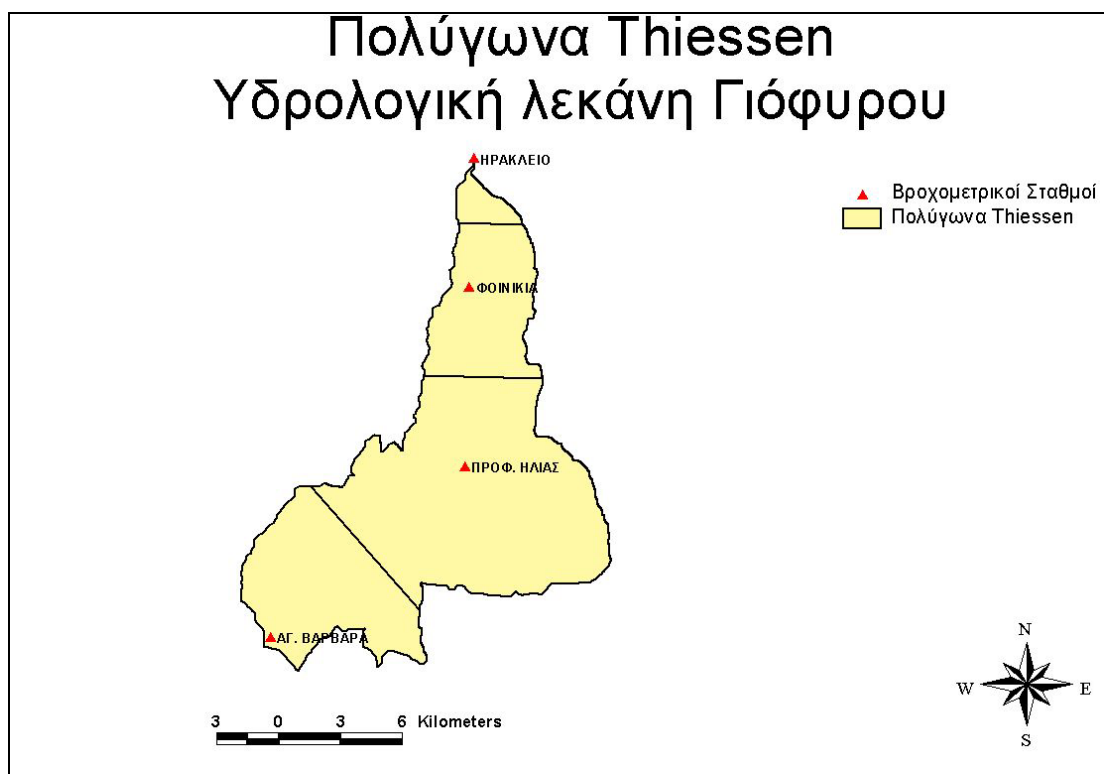 Πολύγωνα Thiessen
Υδρολογική λεκάνη Γιόφυρου
ΗΡΑΚΛΕΙΟ
Βροχομετρικοί Σταθμοί
Πολύγωνα Thiessen
ΦΟΙΝΙΚΙΑ
ΠΡΟΦ. ΗΛΙΑΣ
ΑΓ. ΒΑΡΒΑΡΑ
N
W E
S
3 0 3 6 Kilometers